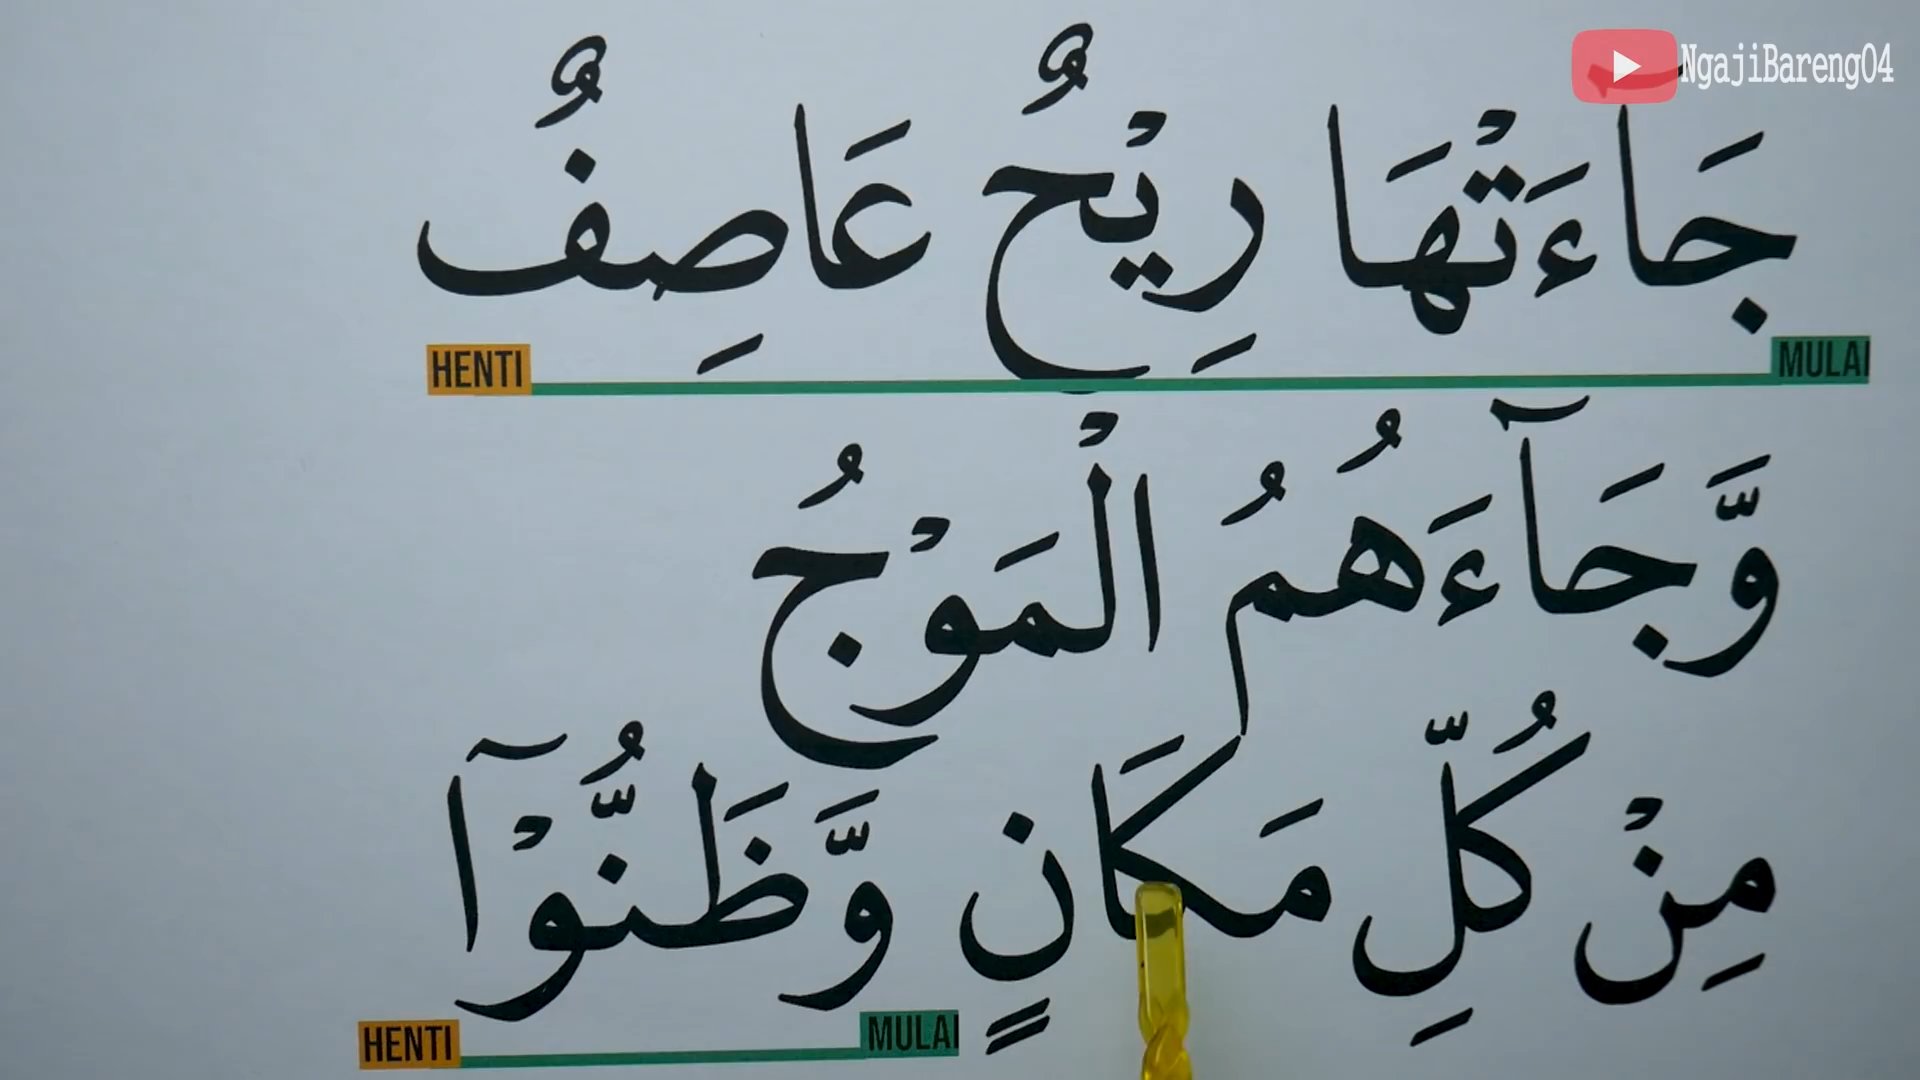 NgajiBareng04
جَاۤءَتْهَا رِيْحٌ عَاصِفٌ
HENTI MULAI
وَّجَاۤءَهُمُ الْمَوْجُ
مِنْ كُلِّ مَكَانٍ وَّظَنُّوْٓا
HENTI MULAI